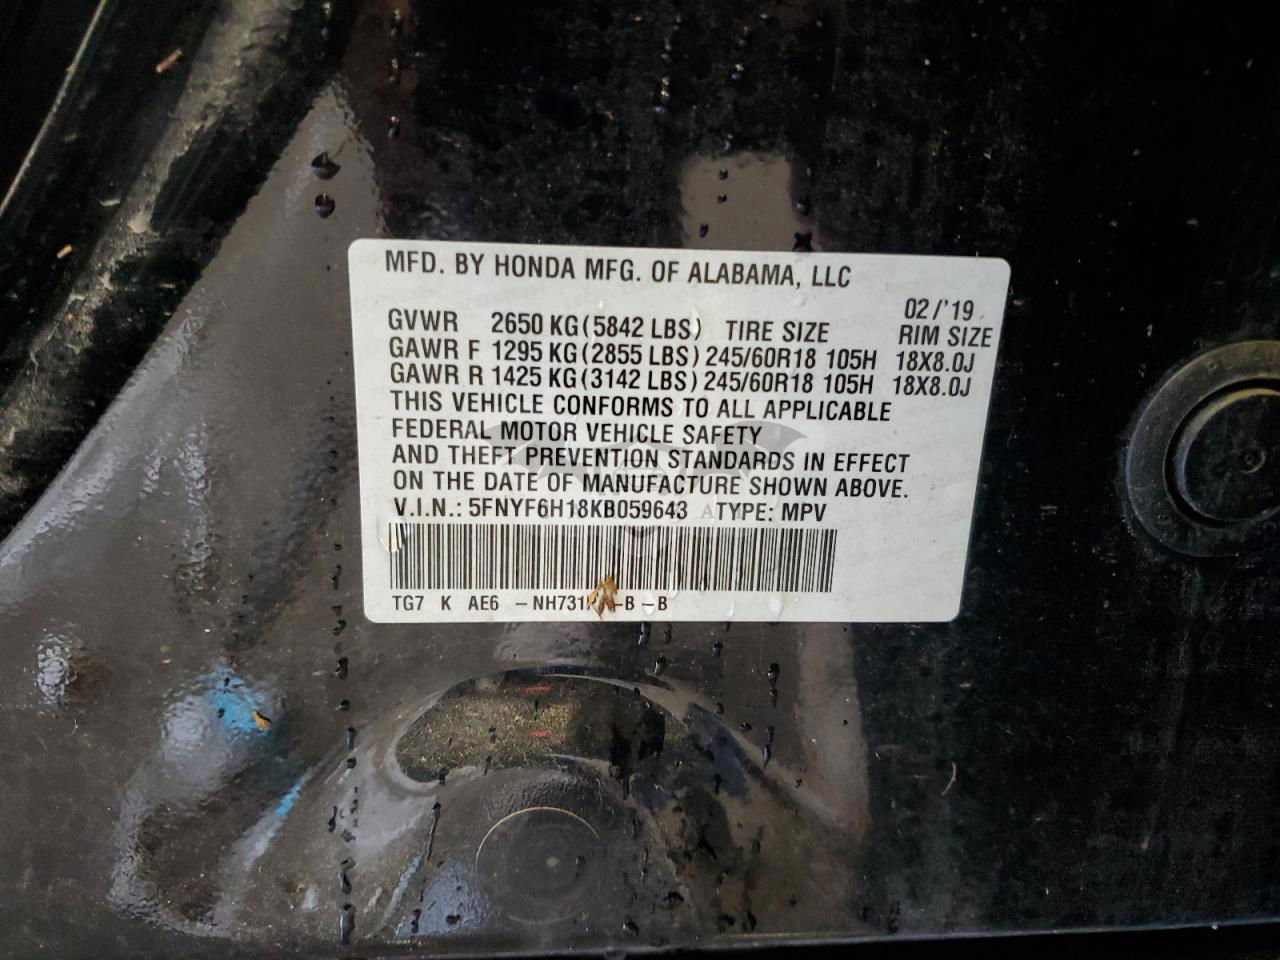 MFD. BY HONDA MFG. OF ALABAMA, LLC
02/'19
GVWR 2650 KG(5842 LBS) TIRE SIZE RIM SIZE
GAWR F 1295 KG(2855 LBS) 245/60R18 105H 18X8.0J
GAWR R 1425 KG(3142 LBS) 245/60R18 105H 18X8.0J
THIS VEHICLE CONFORMS TO ALL APPLICABLE
FEDERAL MOTOR VEHICLE SAFETY
AND THEFT PREVENTION STANDARDS IN EFFECT
ON THE DATE OF MANUFACTURE SHOWN ABOVE.
V.I.N.: 5FNYF6H18KB059643 TYPE: MPV
TG7 K AE6 -B -B